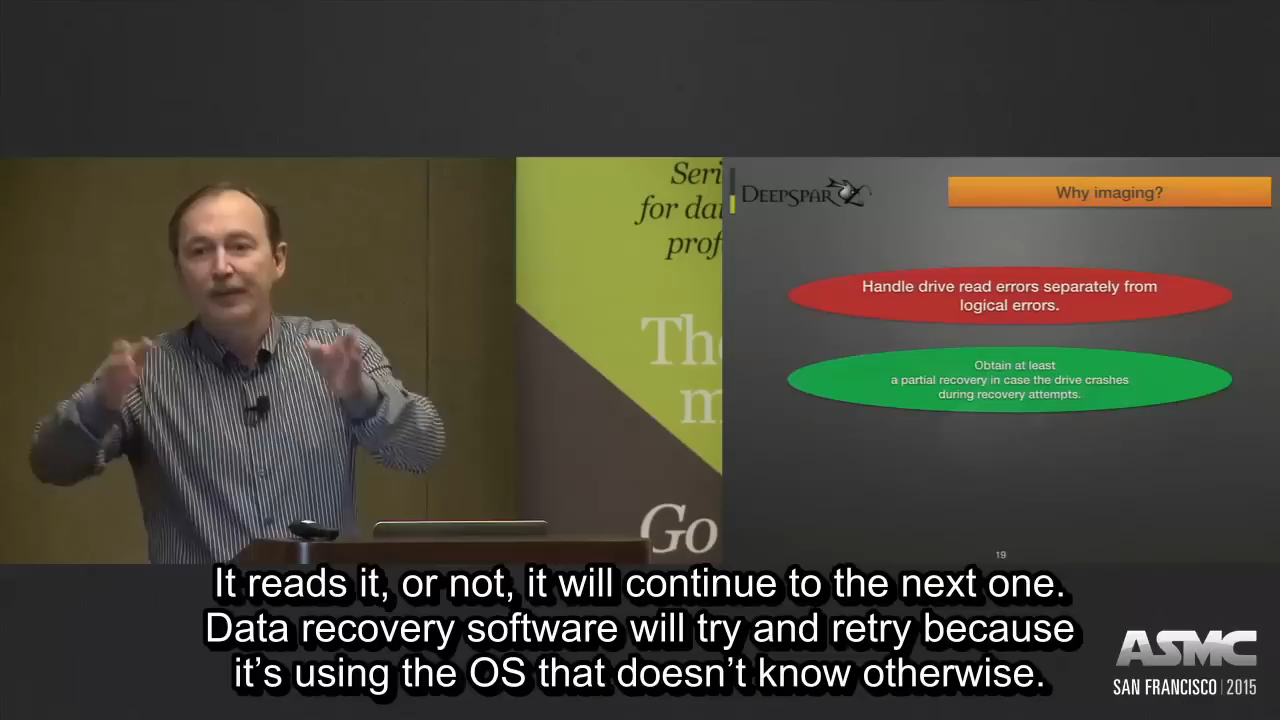 Seri
for dat
prof
The
m
Go
DEEPSPAR
Why imaging?
Handle drive read errors separately from
logical errors.
Obtain at least
a partial recovery in case the drive crashes
during recovery attempts.
19
It reads it, or not, it will continue to the next one.
Data recovery software will try and retry because
it’s using the OS that doesn’t know otherwise.
ASMC
SAN FRANCISCO | 2015